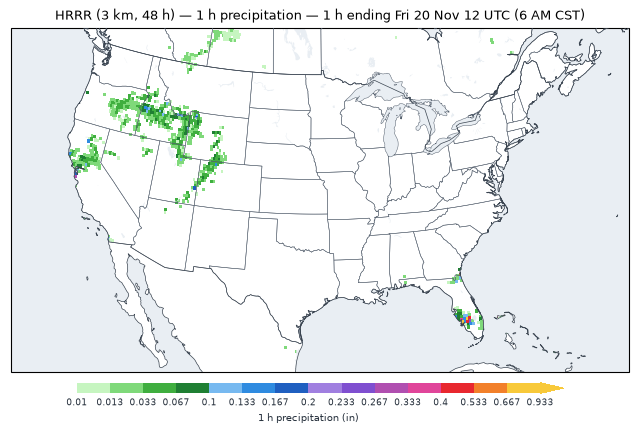 HRRR (3 km, 48 h) — 1 h precipitation — 1 h ending Fri 20 Nov 12 UTC (6 AM CST)
0.01 0.013 0.033 0.067 0.1 0.133 0.167 0.2 0.233 0.267 0.333 0.4 0.533 0.667 0.933
1 h precipitation (in)